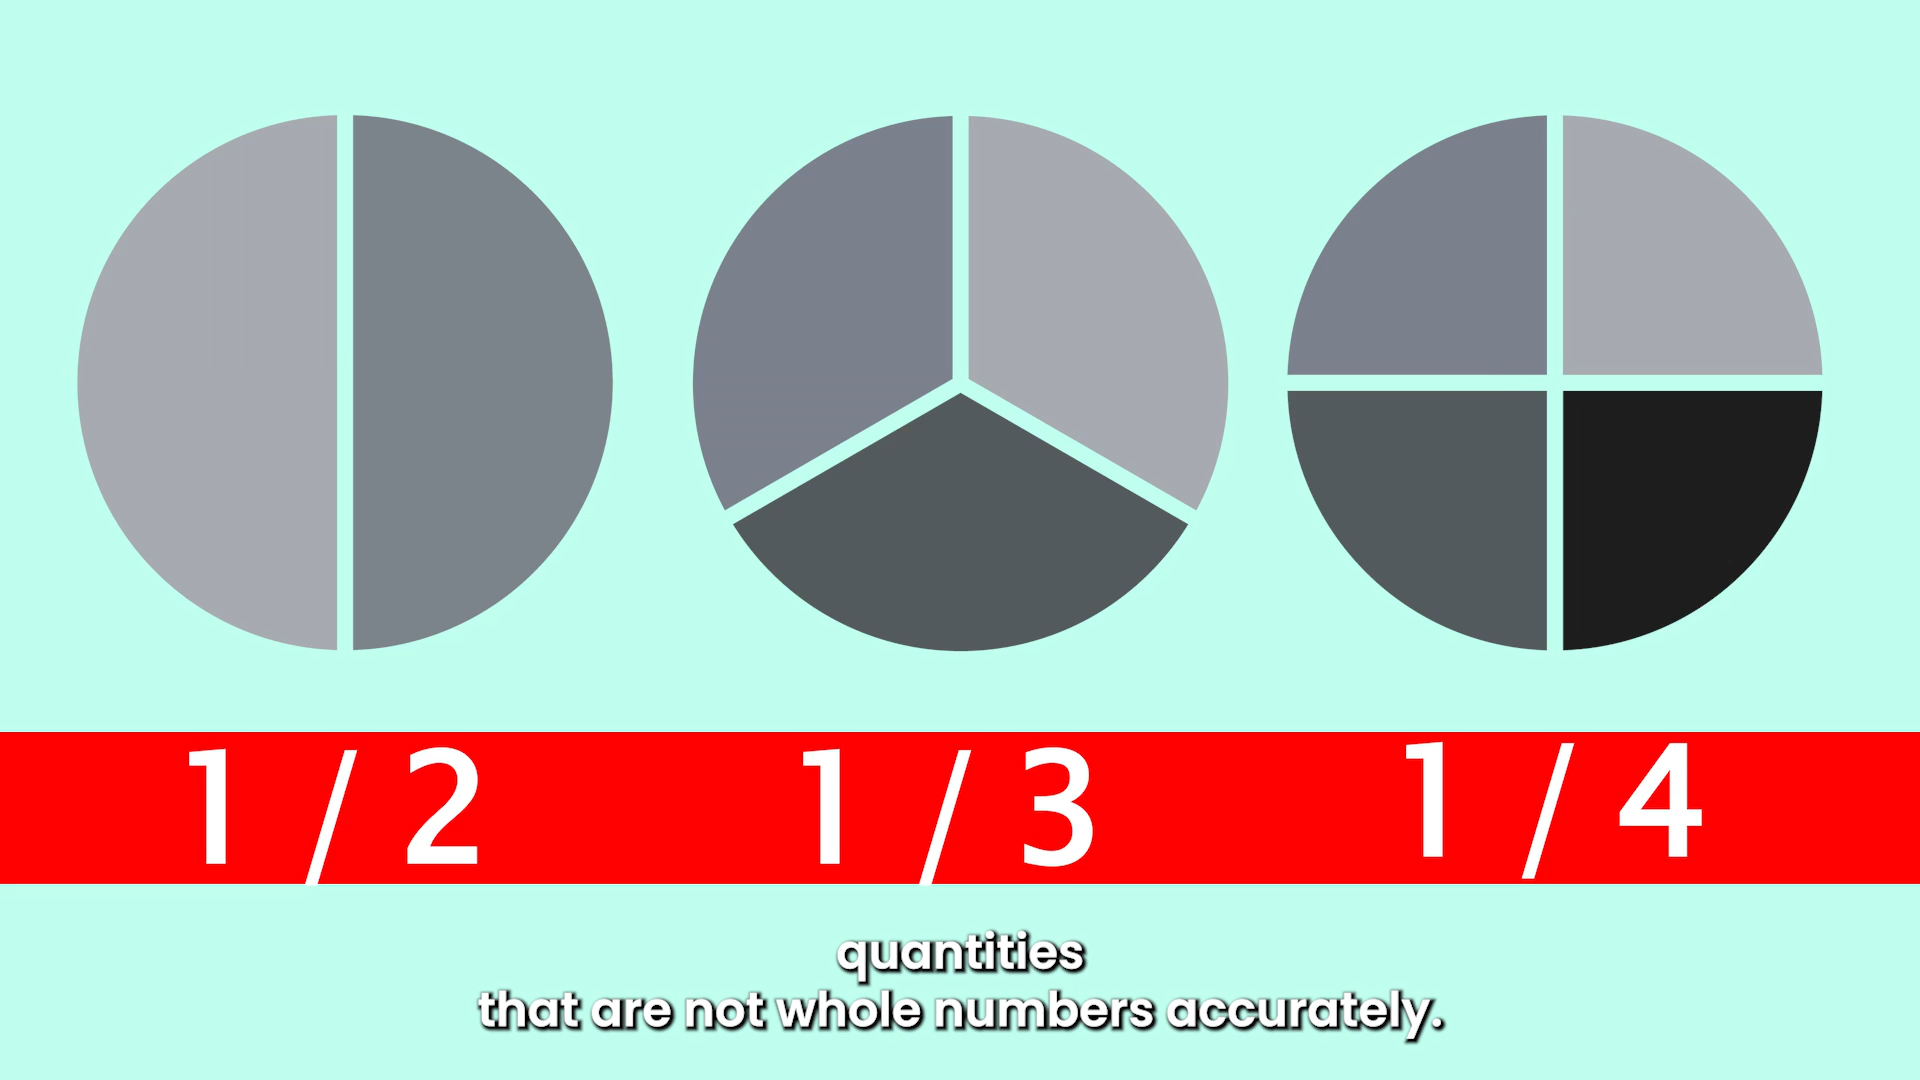 1 / 2 1 / 3 1 / 4
quantities
that are not whole numbers accurately.